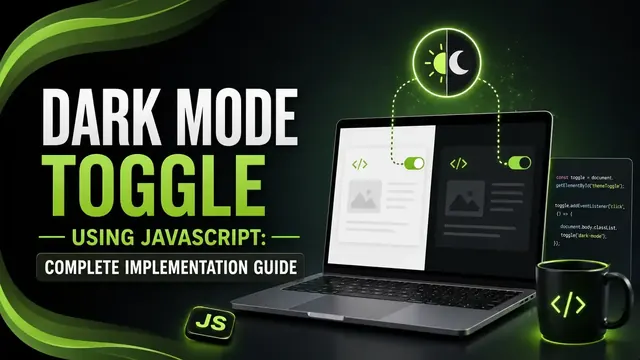 DARK MODE
TOGGLE
USING JAVASCRIPT:
COMPLETE IMPLEMENTATION GUIDE
JS
</>
</>
const toggle = document.
getElementById('themeToggle');
toggle.addEventListener('click',
() => {
document.body.classList.
toggle('dark-mode');
});
</>